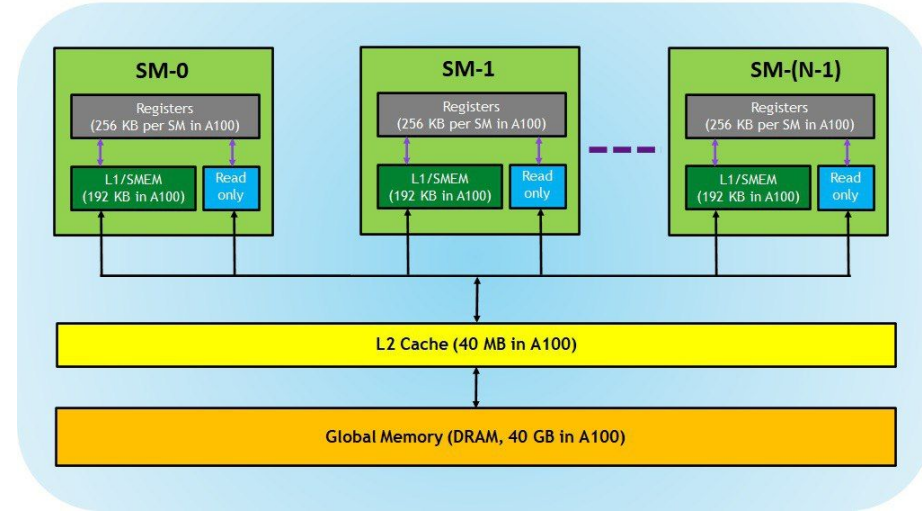 SM-0
Registers
(256 KB per SM in A100)
L1/SMEM
(192 KB in A100)
Read
only
SM-1
Registers
(256 KB per SM in A100)
L1/SMEM
(192 KB in A100)
Read
only
SM-(N-1)
Registers
(256 KB per SM in A100)
L1/SMEM
(192 KB in A100)
Read
only
L2 Cache (40 MB in A100)
Global Memory (DRAM, 40 GB in A100)